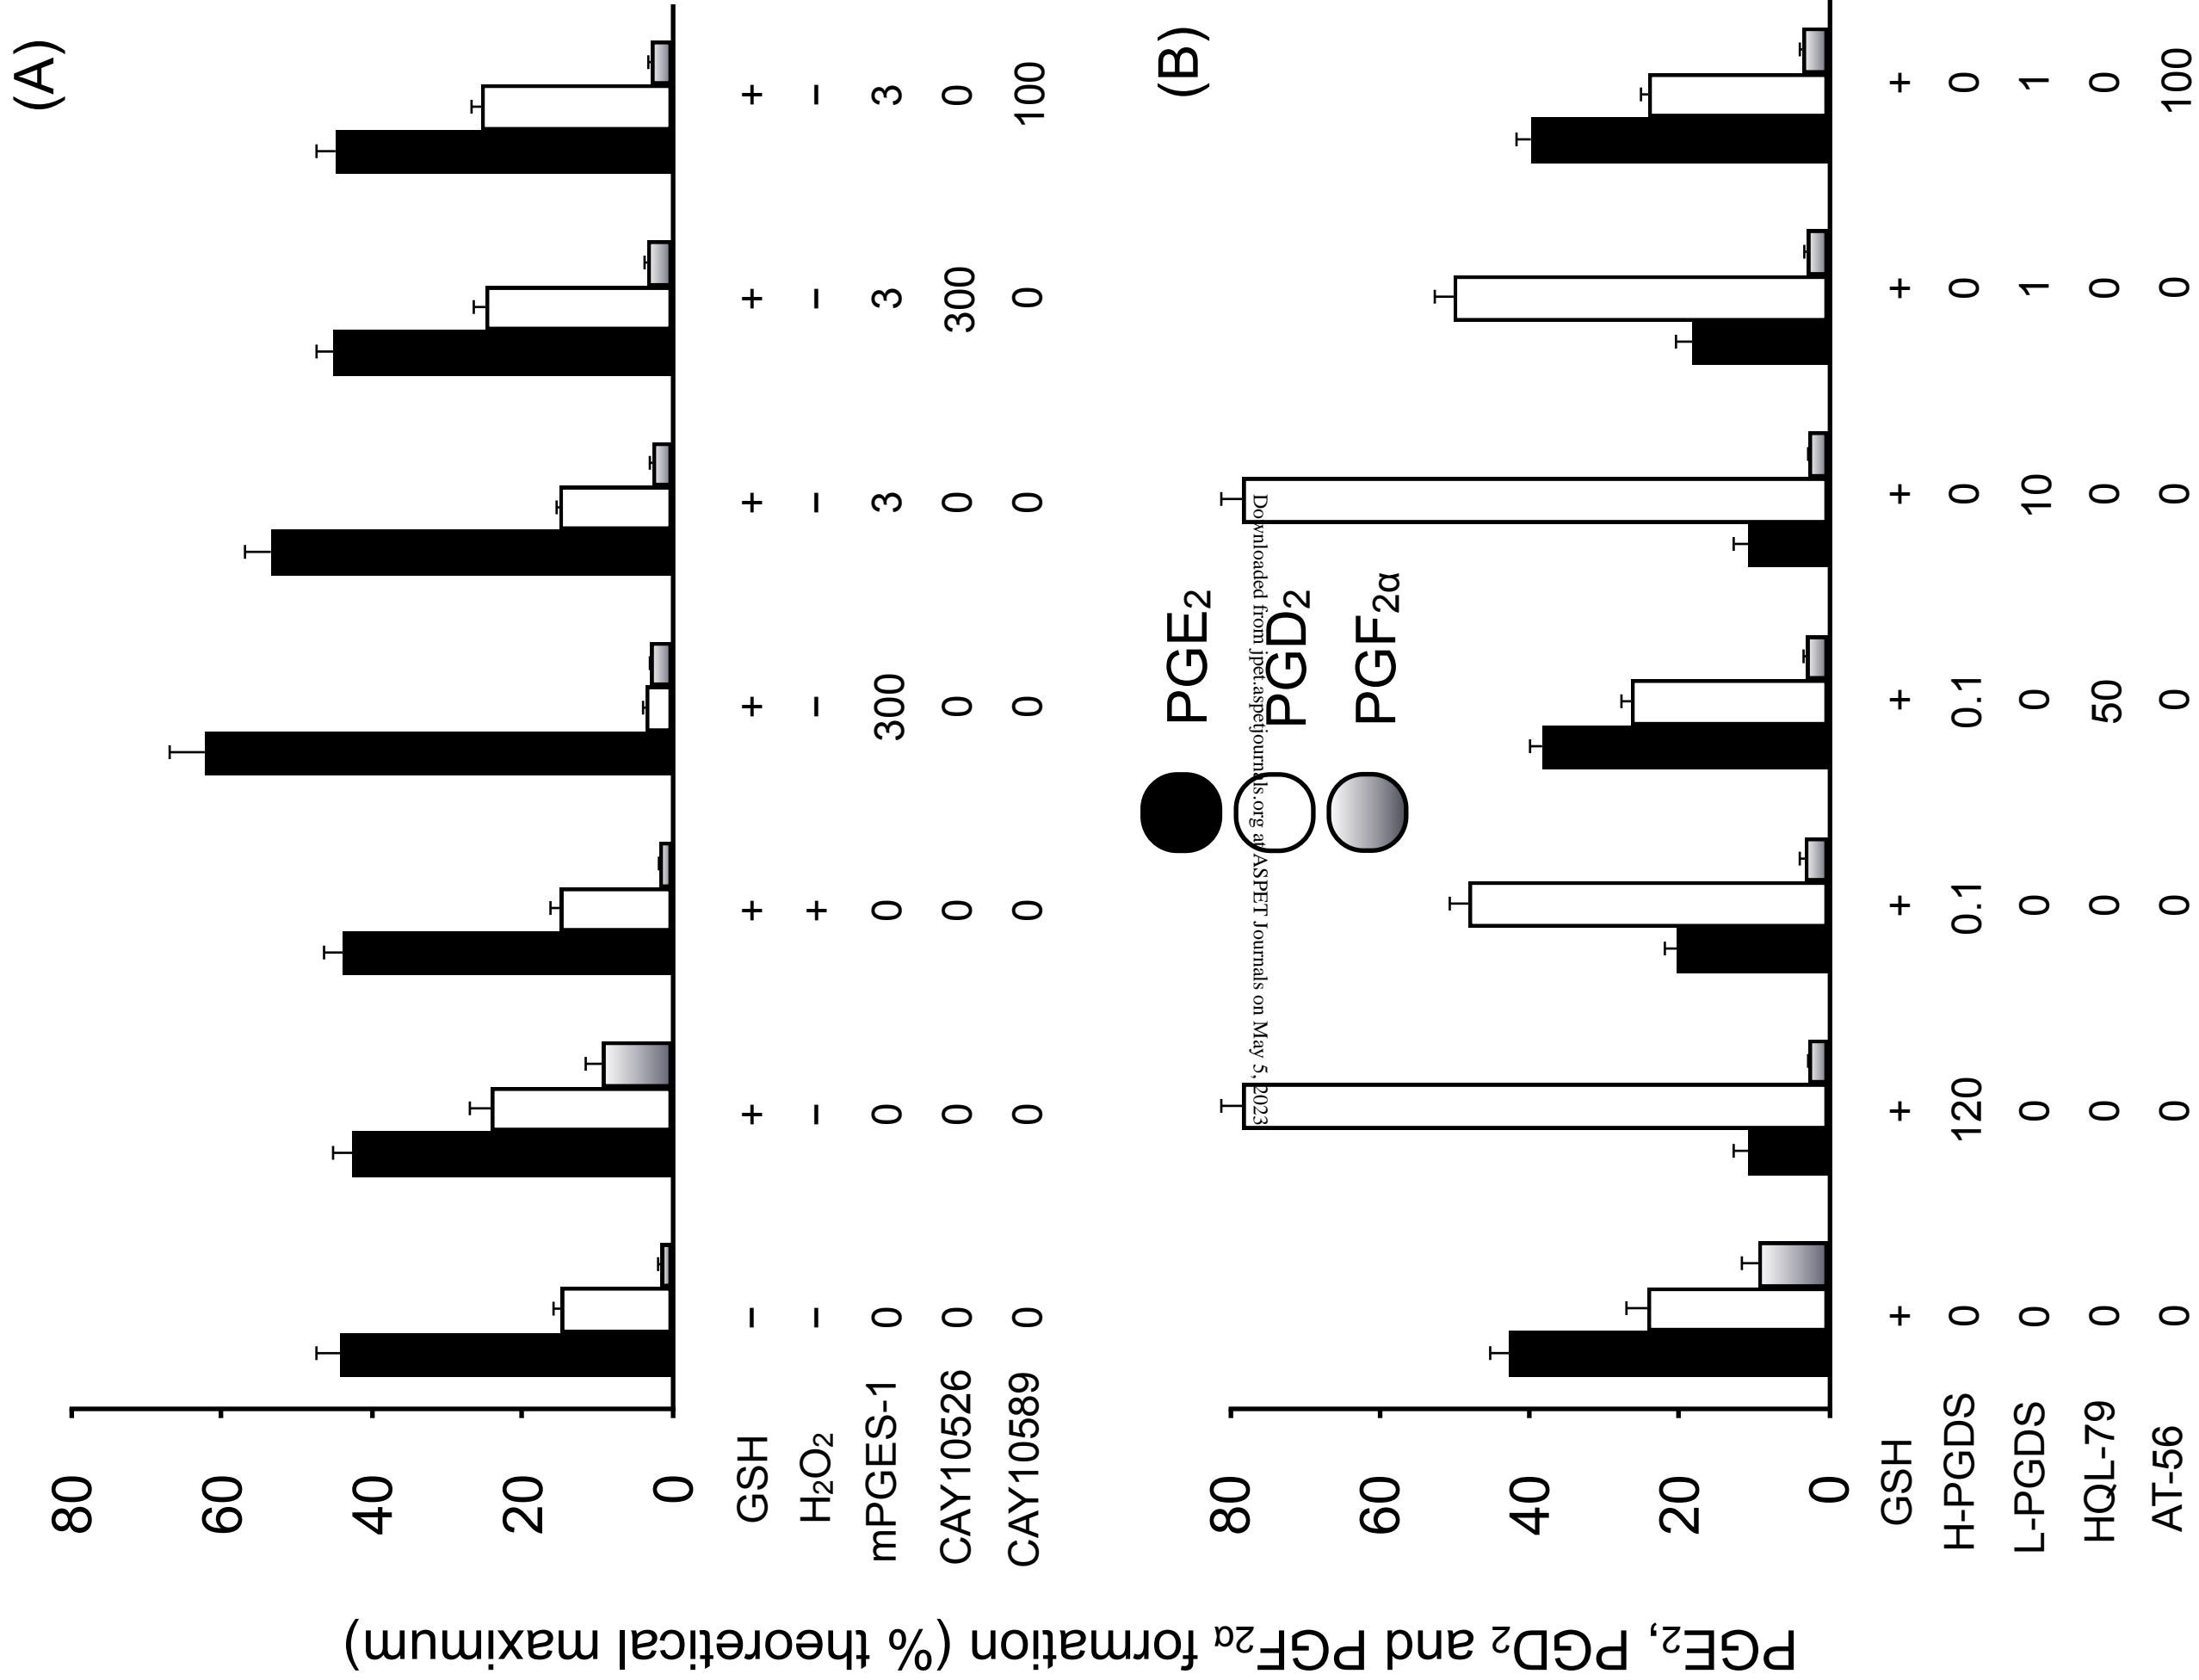 PGE₂, PGD₂ and PGF₂α formation (% theoretical maximum)
(A)
80
60
40
20
0
GSH − + + + + + +
H₂O₂ − − + − − − −
mPGES-1 0 0 0 300 3 3 3
CAY10526 0 0 0 0 0 300 0
CAY10589 0 0 0 0 0 0 100
(B)
PGE₂
PGD₂
PGF₂α
80
60
40
20
0
GSH + + + + + + +
H-PGDS 0 120 0.1 0.1 0 0 0
L-PGDS 0 0 0 0 10 1 1
HQL-79 0 0 0 50 0 0 0
AT-56 0 0 0 0 0 0 100
Downloaded from jpet.aspetjournals.org at ASPET Journals on May 5, 2023